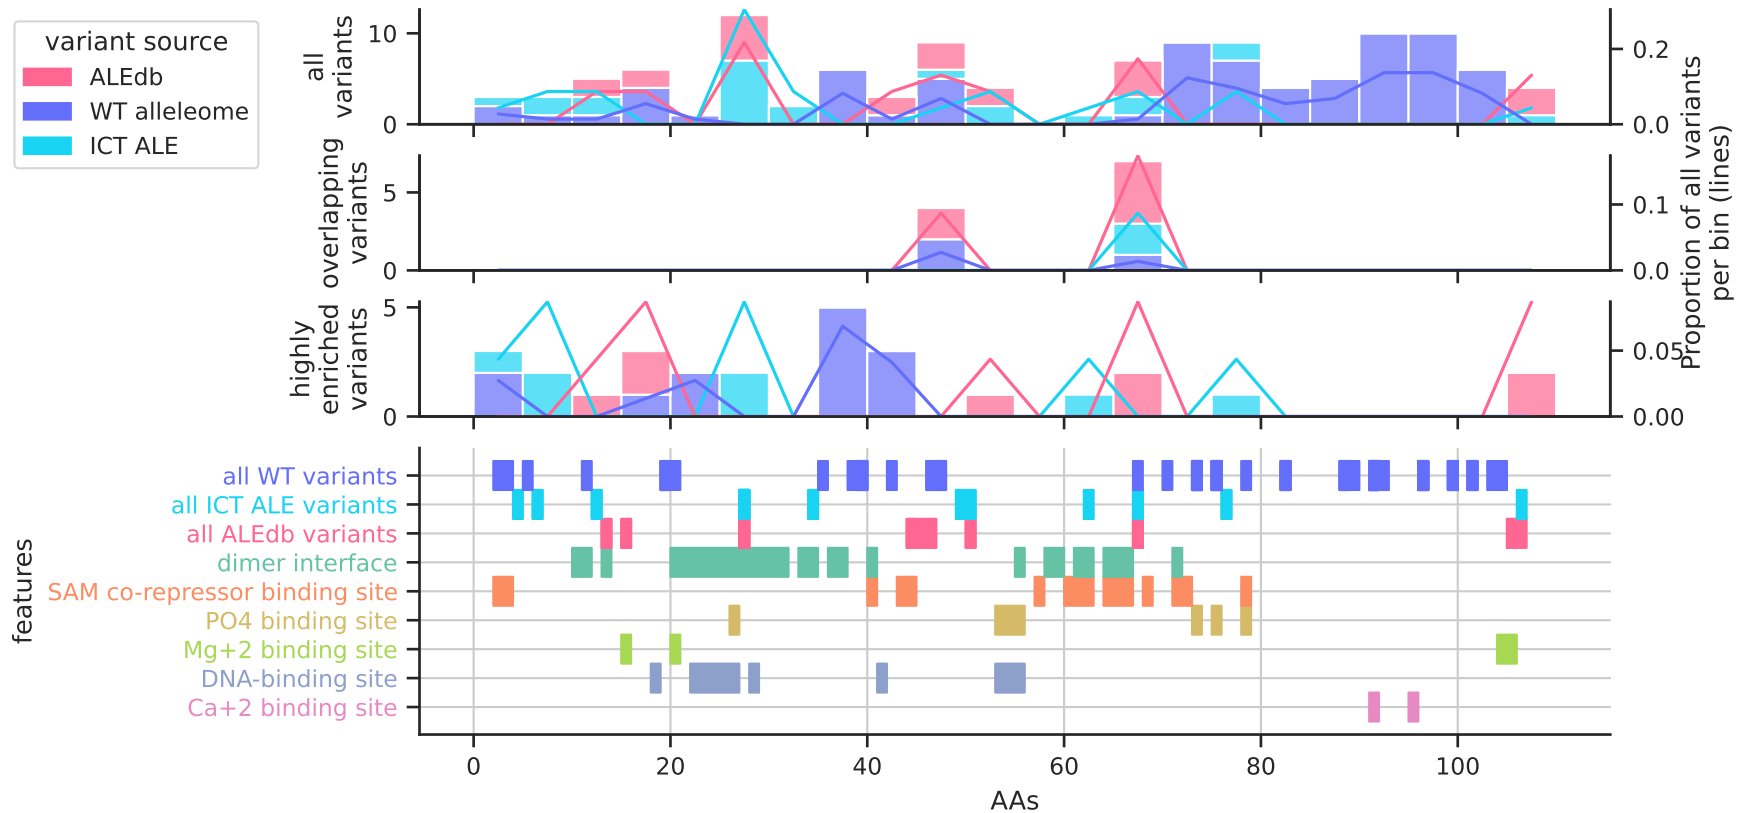 variant source
ALEdb
WT alleleome
ICT ALE
all
variants
10
0
0.2
0.0
overlapping
variants
5
0
0.1
0.0
Proportion of all variants
per bin (lines)
highly
enriched
variants
5
0
0.05
0.00
features
all WT variants
all ICT ALE variants
all ALEdb variants
dimer interface
SAM co-repressor binding site
PO4 binding site
Mg+2 binding site
DNA-binding site
Ca+2 binding site
0 20 40 60 80 100
AAs